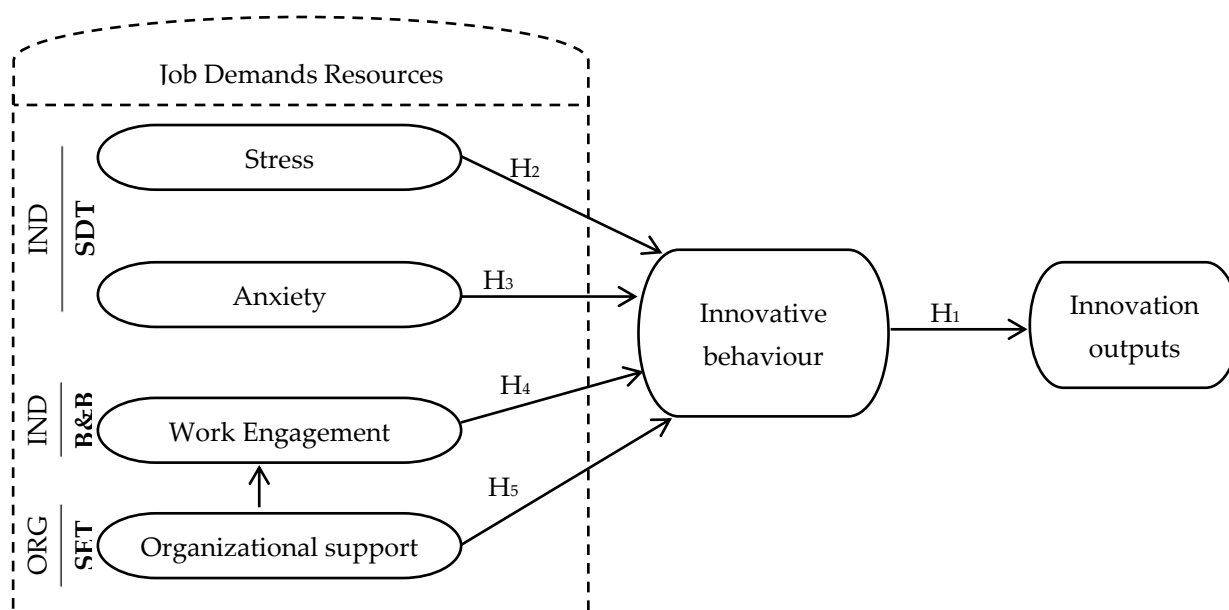 Job Demands Resources
Stress
H2
IND
SDT
Anxiety
H3
Innovative
behaviour
H1
Innovation
outputs
IND
B&B
Work Engagement
H4
ORG
SET
Organizational support
H5